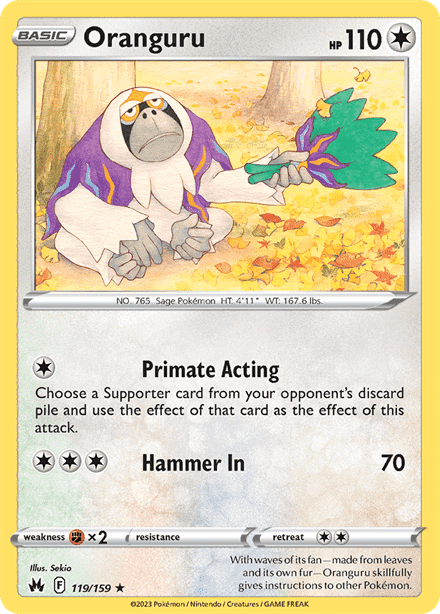 BASIC Oranguru HP 110
NO. 765 Sage Pokémon HT: 4'11" WT: 167.6 lbs.
Primate Acting
Choose a Supporter card from your opponent's discard
pile and use the effect of that card as the effect of this
attack.
Hammer In 70
weakness ×2 resistance retreat
Illus. Sekio
F 119/159 ★
With waves of its fan—made from leaves
and its own fur—Oranguru skillfully
gives instructions to other Pokémon.
©2023 Pokémon / Nintendo / Creatures / GAME FREAK